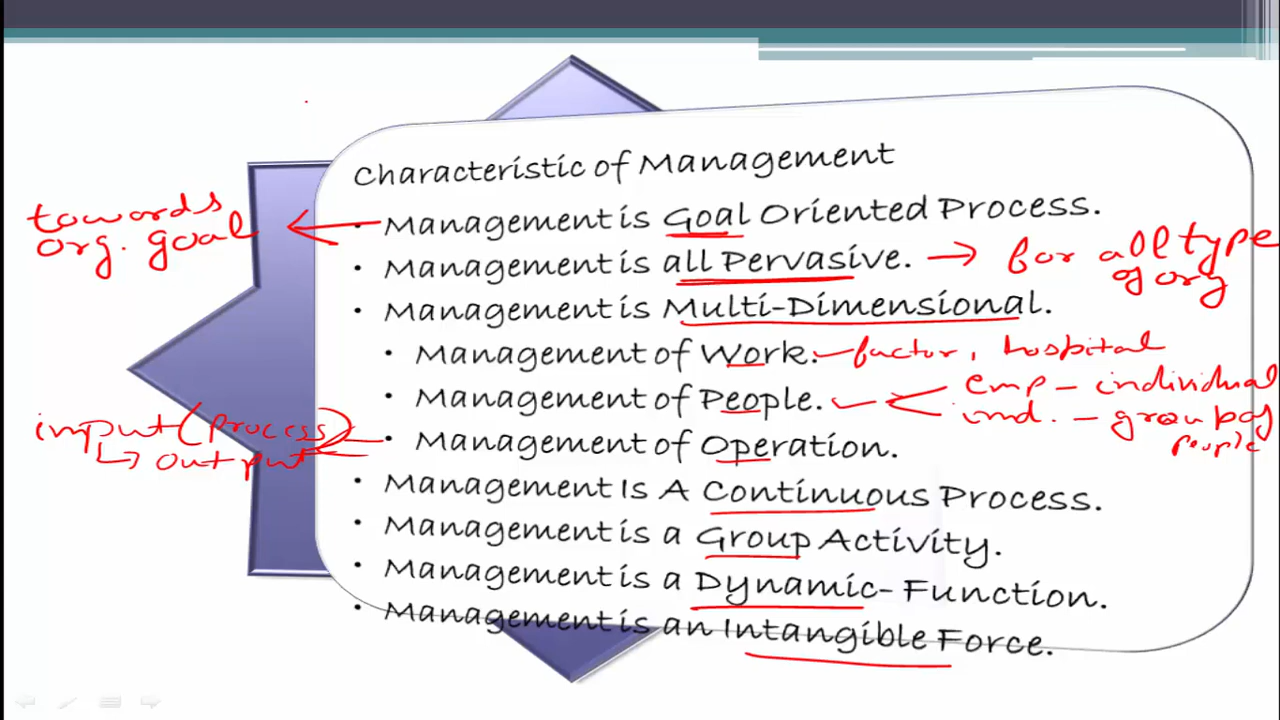 Characteristic of Management
• Management is Goal Oriented Process.
towards
org. goal
• Management is all Pervasive.
for all type
of org
• Management is Multi-Dimensional.
• Management of Work.
factor, hospital
• Management of People.
emp - individual
ind. - group of
people
• Management of Operation.
input (process)
output
• Management Is A Continuous Process.
• Management is a Group Activity.
• Management is a Dynamic- Function.
• Management is an Intangible Force.